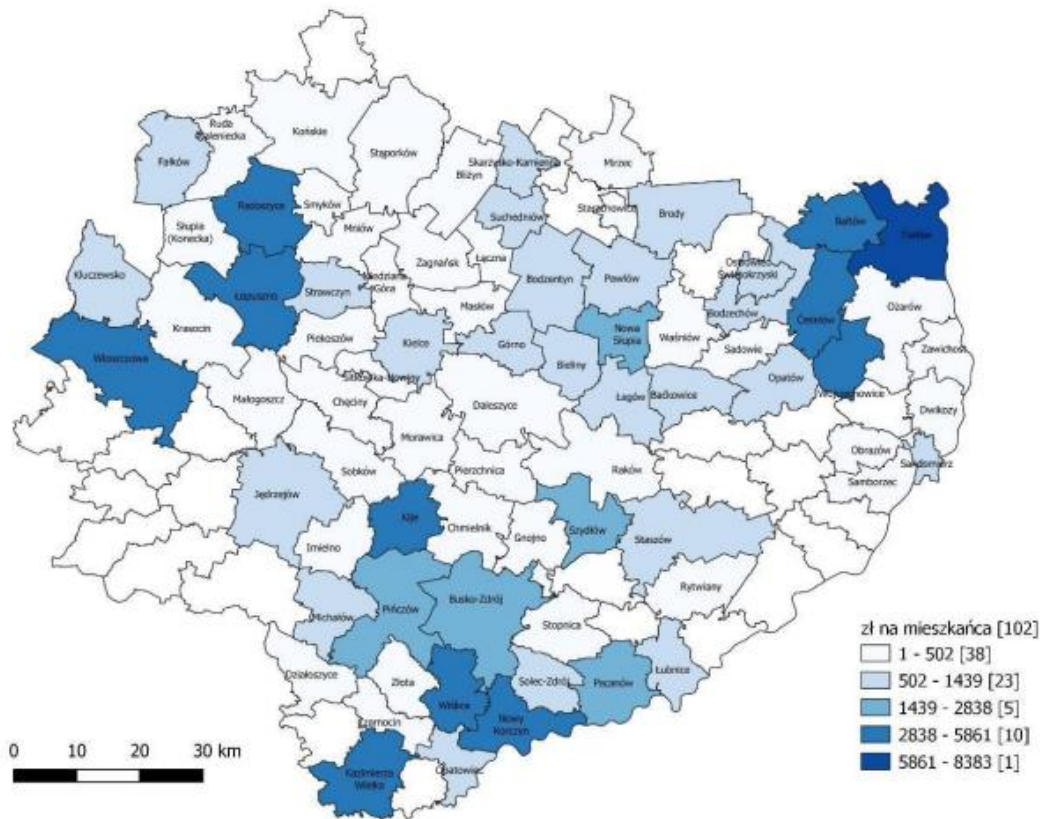 Końskie
Ruda
Maleniecka
Fałków
Stąporków
Skarżysko-Kamienna
Bliżyn
Mirzec
Radoszyce
Smyków
Suchedniów
Starachowice
Brody
Bałtów
Tarłów
Słupia
(Konecka)
Mniów
Łączna
Zagnańsk
Ostrowiec
Świętokrzyski
Kluczewsko
Miedziana
Góra
Bodzentyn
Pawłów
Łopuszno
Strawczyn
Masłów
Bodzechów
Ćmielów
Ożarów
Krasocin
Piekoszów
Kielce
Górno
Nowa
Słupia
Waśniów
Sadowie
Zawichost
Włoszczowa
Bieliny
Opatów
Małogoszcz
Chęciny
Daleszyce
Łagów
Baćkowice
Wojciechowice
Dwikozy
Morawica
Obrazów
Sandomierz
Sobków
Pierzchnica
Raków
Samborzec
Jędrzejów
Kije
Chmielnik
Gnojno
Szydłów
Staszów
Imielno
Rytwiany
Michałów
Pińczów
Busko-Zdrój
Stopnica
Działoszyce
Złota
Solec-Zdrój
Pacanów
Łubnice
Wiślica
Nowy
Korczyn
Czarnocin
Kazimierza
Wielka
Opatowiec
zł na mieszkańca [102]
1 - 502 [38]
502 - 1439 [23]
1439 - 2838 [5]
2838 - 5861 [10]
5861 - 8383 [1]
0 10 20 30 km